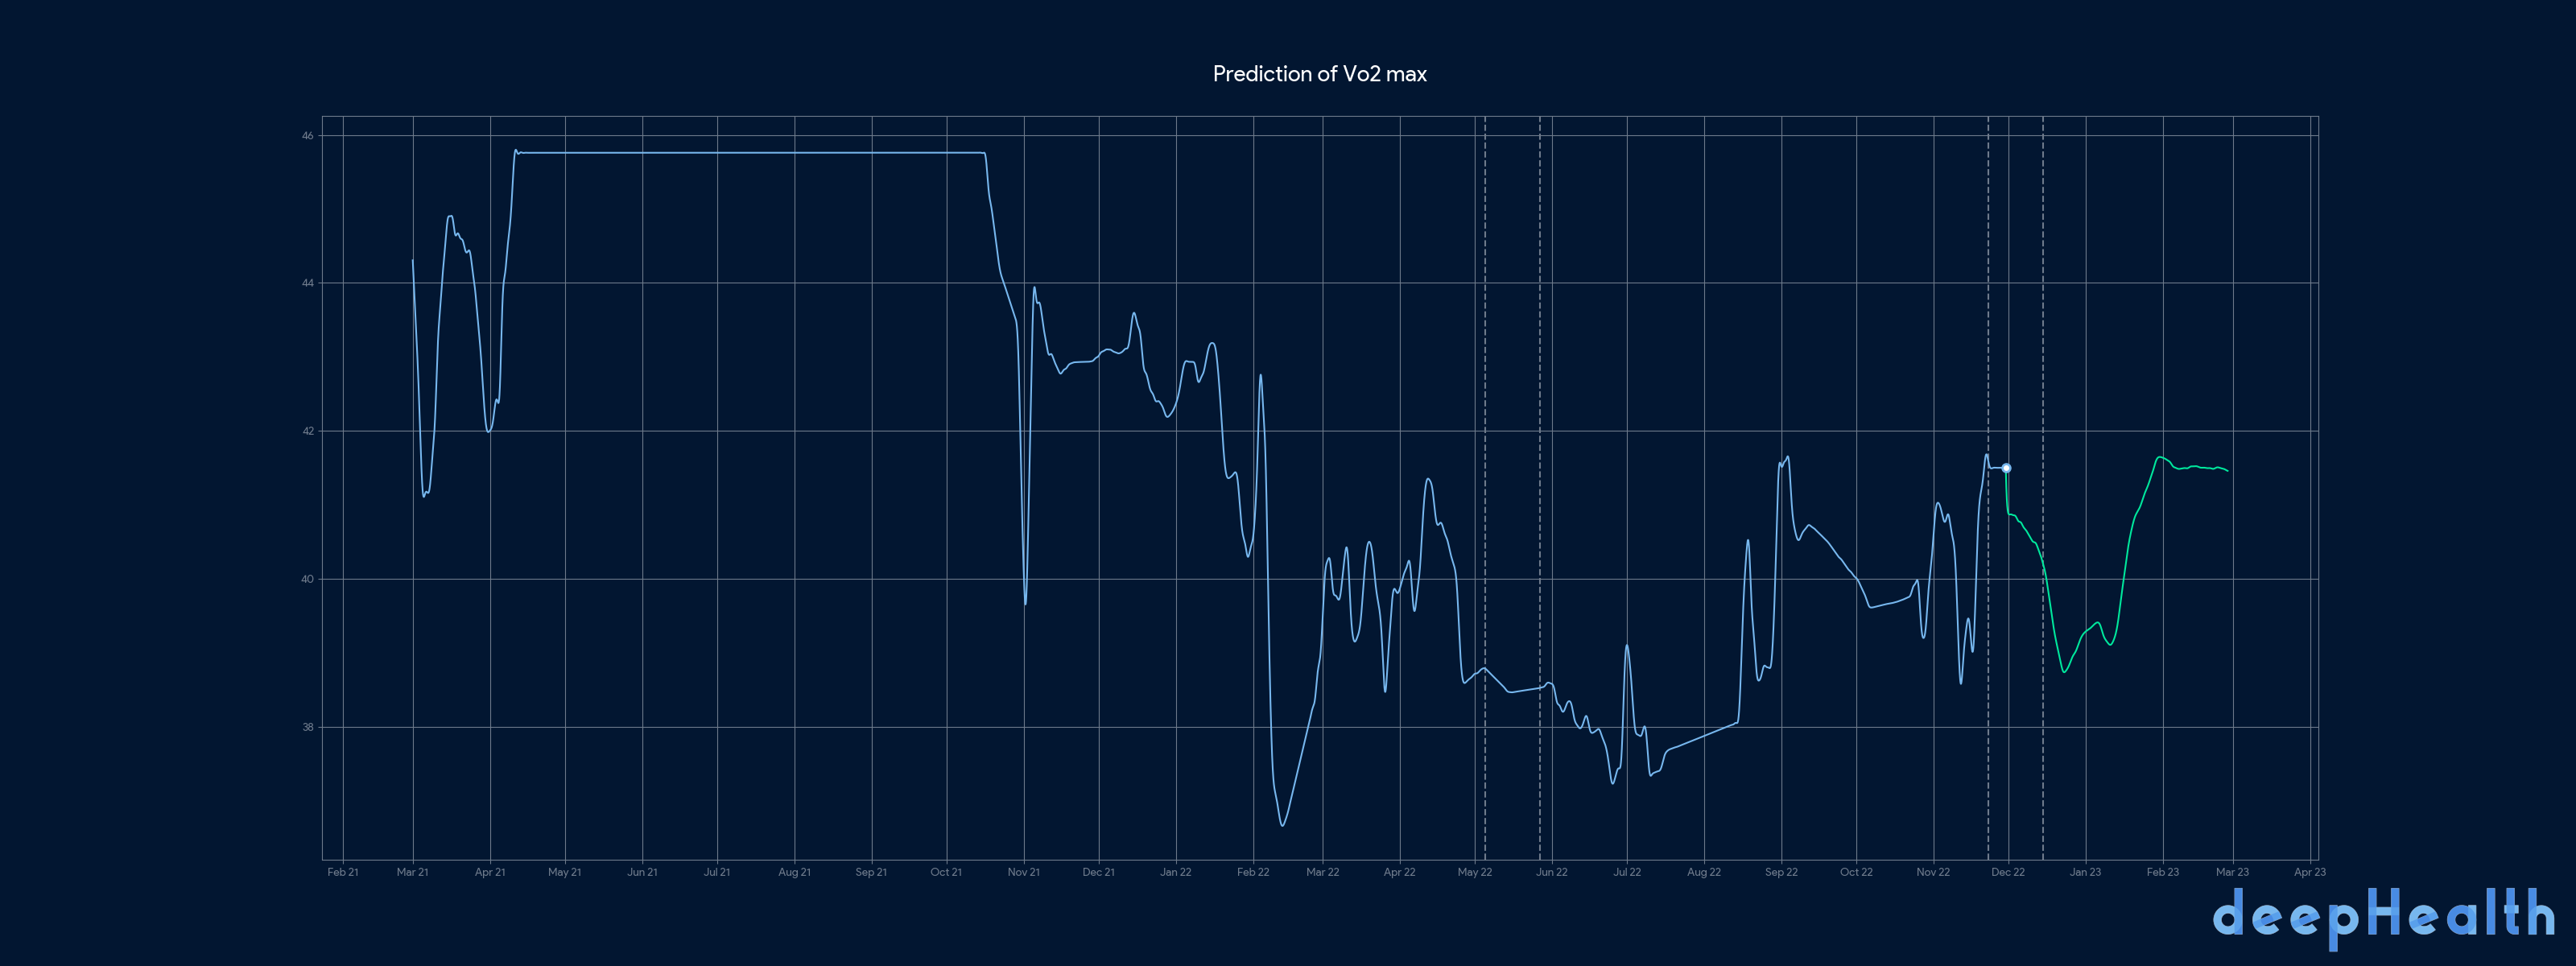 Prediction of Vo2 max
46
44
42
40
38
Feb 21 Mar 21 Apr 21 May 21 Jun 21 Jul 21 Aug 21 Sep 21 Oct 21 Nov 21 Dec 21 Jan 22 Feb 22 Mar 22 Apr 22 May 22 Jun 22 Jul 22 Aug 22 Sep 22 Oct 22 Nov 22 Dec 22 Jan 23 Feb 23 Mar 23 Apr 23
deepHealth